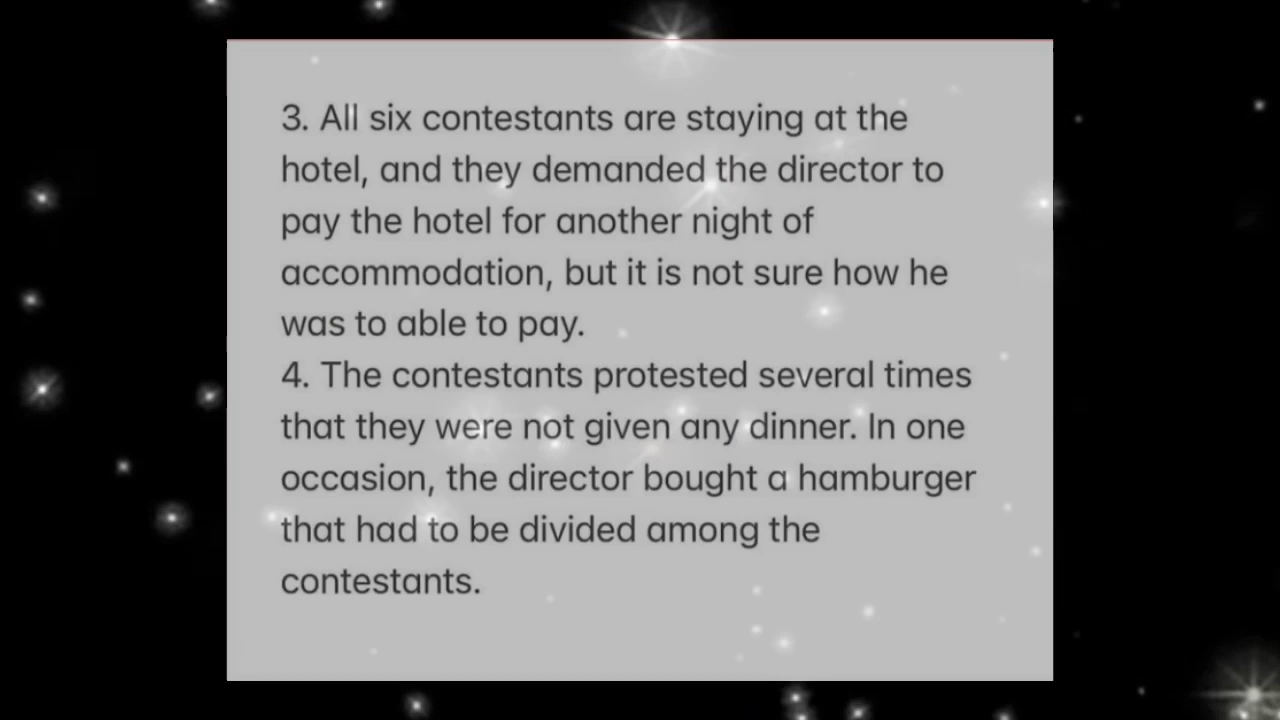 3. All six contestants are staying at the
hotel, and they demanded the director to
pay the hotel for another night of
accommodation, but it is not sure how he
was to able to pay.
4. The contestants protested several times
that they were not given any dinner. In one
occasion, the director bought a hamburger
that had to be divided among the
contestants.